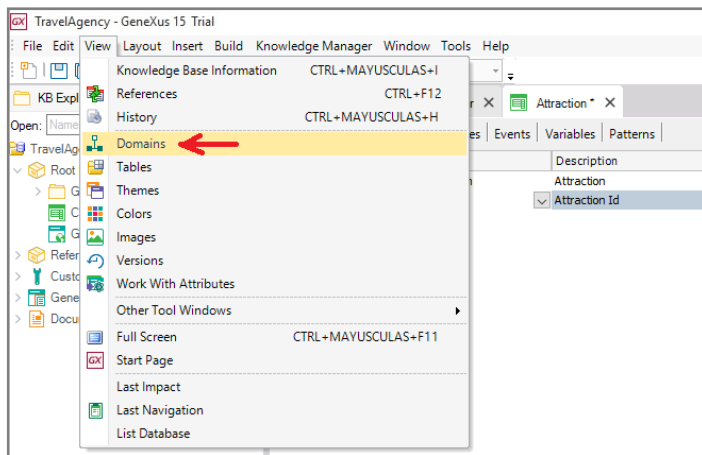 GX TravelAgency - GeneXus 15 Trial
File Edit View Layout Insert Build Knowledge Manager Window Tools Help
Knowledge Base Information CTRL+MAYUSCULAS+I
References CTRL+F12
History CTRL+MAYUSCULAS+H
Domains
Tables
Themes
Colors
Images
Versions
Work With Attributes
Other Tool Windows
Full Screen CTRL+MAYUSCULAS+F11
GX Start Page
Last Impact
Last Navigation
List Database
KB Expl
Open: Name
TravelAg
Root
G
C
G
Refer
Custo
Gene
Docu
r Attraction *
es Events Variables Patterns
Description
n Attraction
Attraction Id